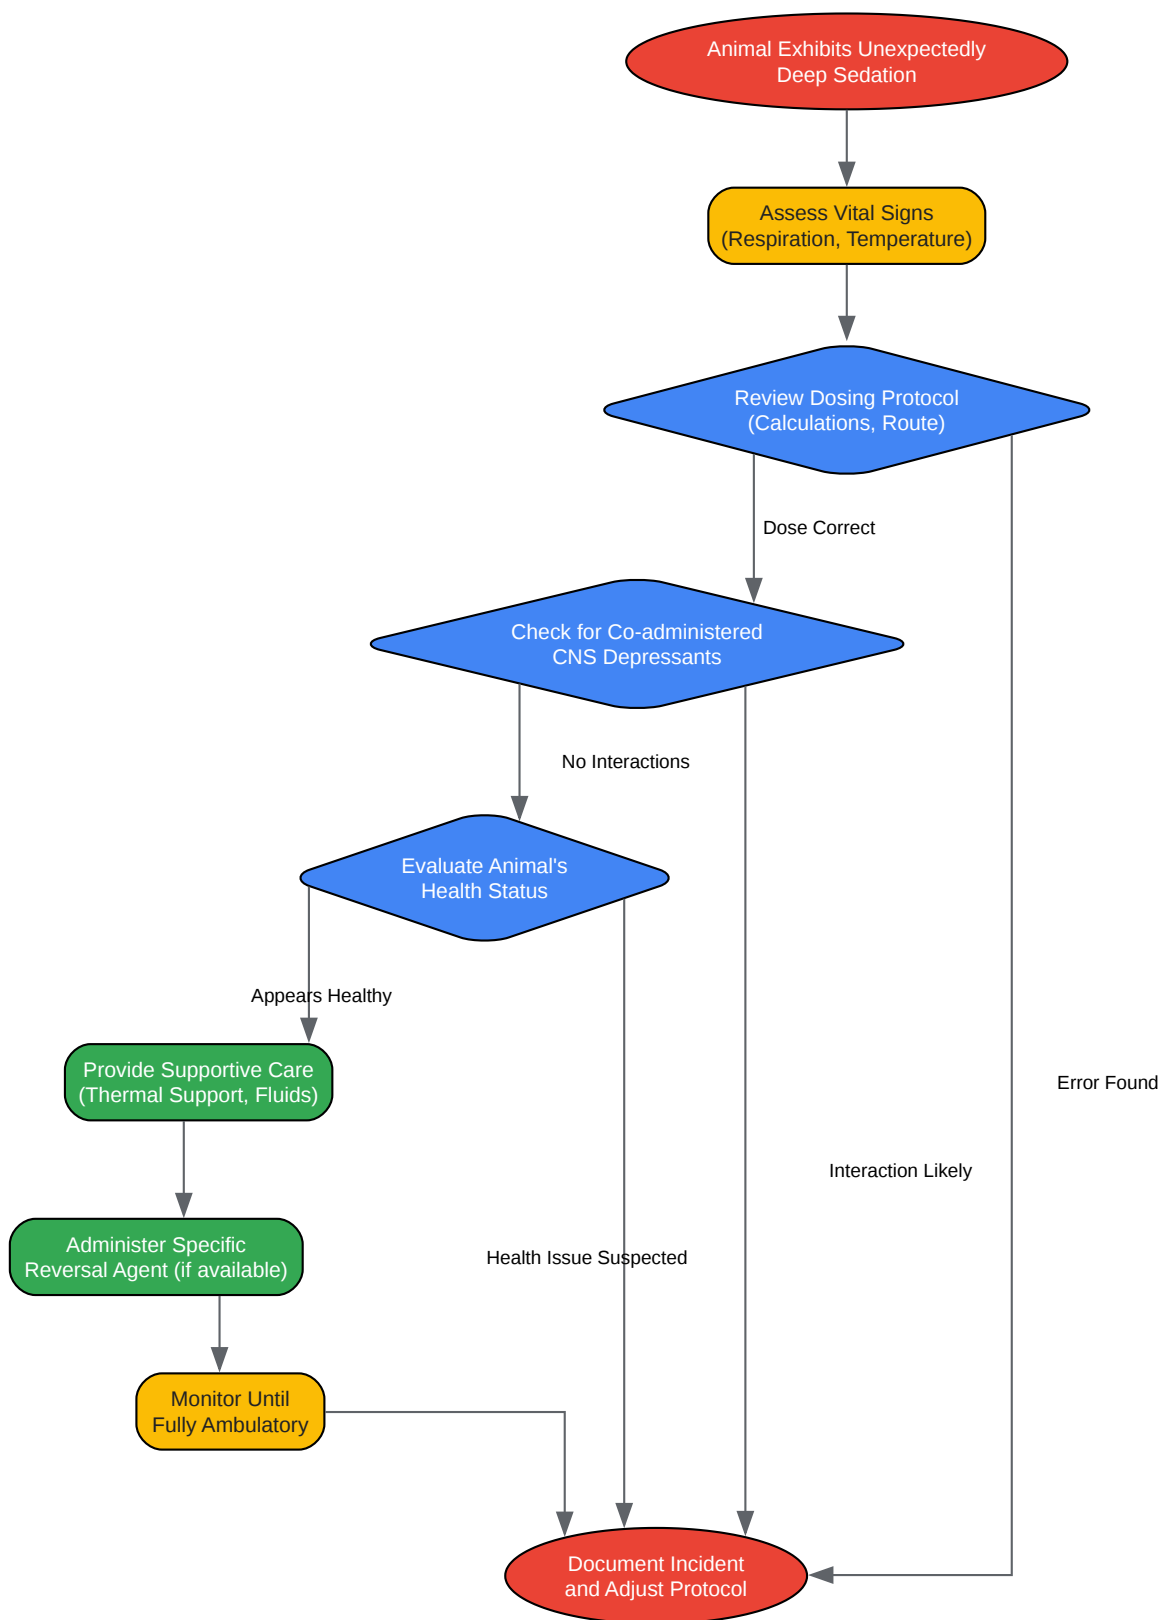 Animal Exhibits Unexpectedly
Deep Sedation
Assess Vital Signs
(Respiration, Temperature)
Review Dosing Protocol
(Calculations, Route)
Dose Correct
Check for Co-administered
CNS Depressants
No Interactions
Evaluate Animal's
Health Status
Appears Healthy
Provide Supportive Care
(Thermal Support, Fluids)
Error Found
Interaction Likely
Administer Specific
Reversal Agent (if available)
Health Issue Suspected
Monitor Until
Fully Ambulatory
Document Incident
and Adjust Protocol